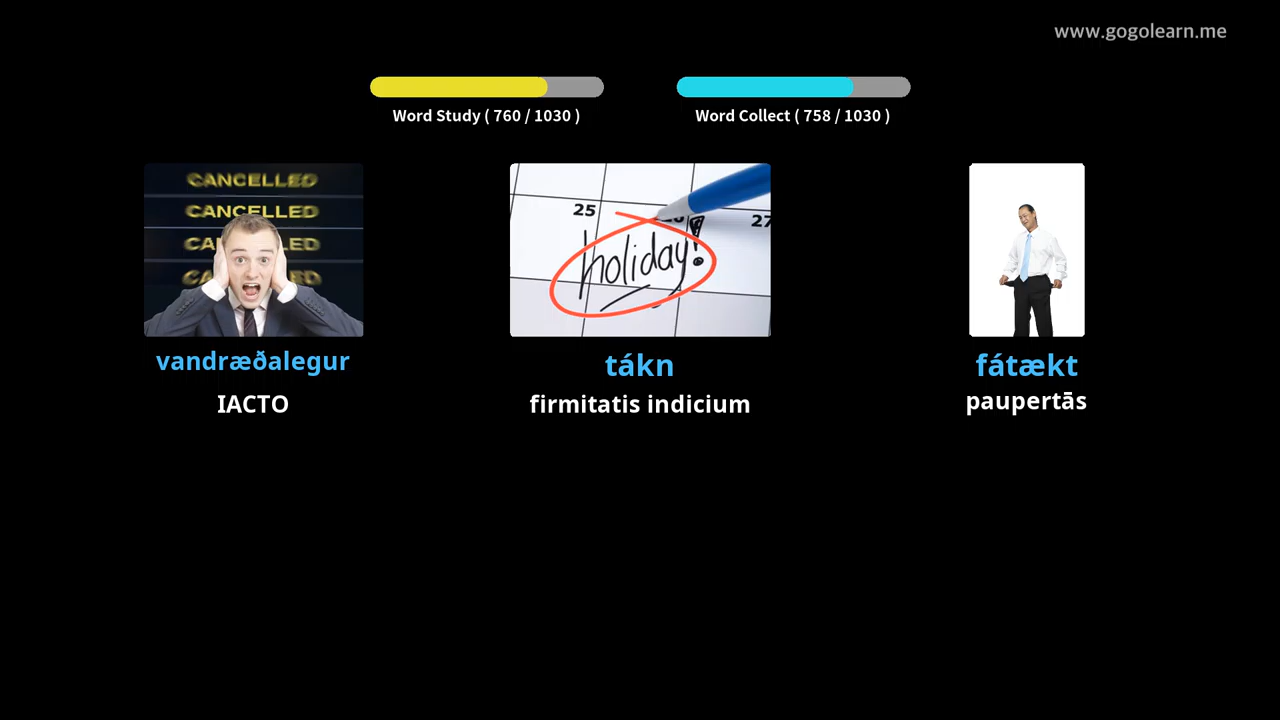 www.gogolearn.me
Word Study ( 760 / 1030 )
Word Collect ( 758 / 1030 )
CANCELLED
CANCELLED
CANCELLED
25
27
holiday!
vandræðalegur
tákn
fátækt
IACTO
firmitatis indicium
paupertās